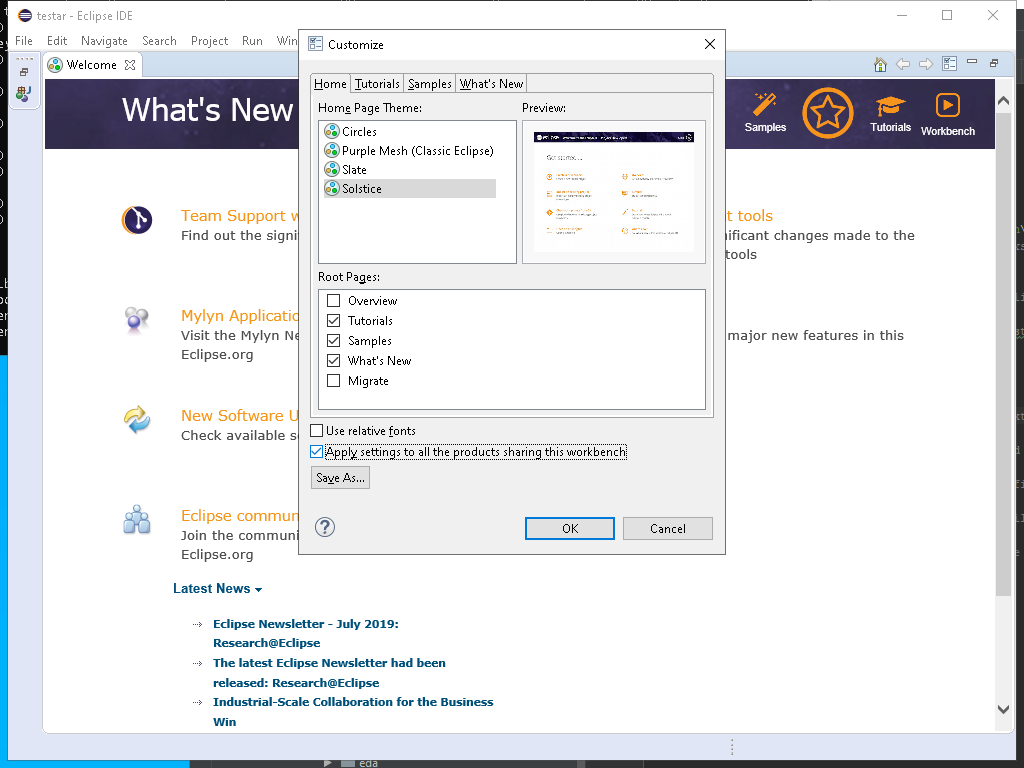 testar - Eclipse IDE
File Edit Navigate Search Project Run Win
Welcome
What's New
Samples
Tutorials
Workbench
Team Support w
Find out the signi
t tools
nificant changes made to the
tools
Mylyn Applicatio
Visit the Mylyn Ne
Eclipse.org
major new features in this
New Software U
Check available so
Eclipse commun
Join the communi
Eclipse.org
Latest News
Eclipse Newsletter - July 2019:
Research@Eclipse
The latest Eclipse Newsletter had been
released: Research@Eclipse
Industrial-Scale Collaboration for the Business
Win
Customize
Home Tutorials Samples What's New
Home Page Theme:
Circles
Purple Mesh (Classic Eclipse)
Slate
Solstice
Preview:
Get started...
Root Pages:
Overview
Tutorials
Samples
What's New
Migrate
Use relative fonts
Apply settings to all the products sharing this workbench
Save As...
?
OK
Cancel
eda